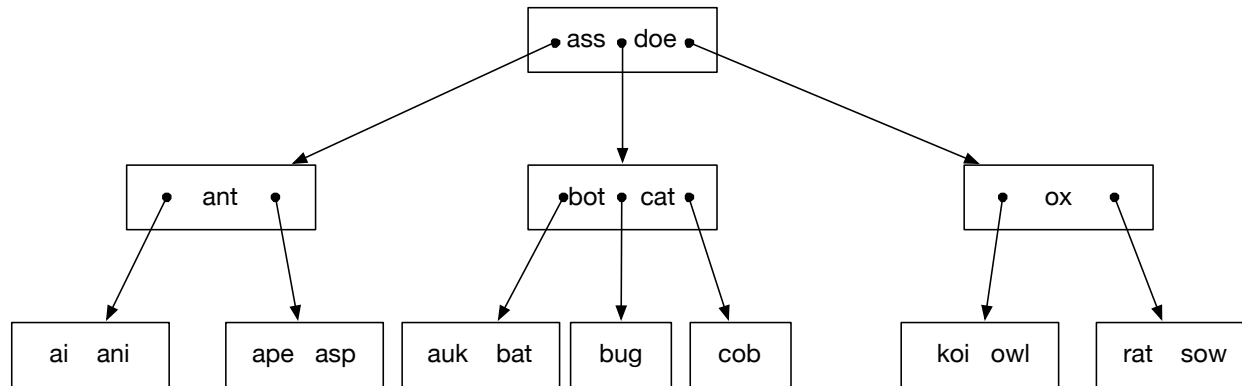 ass doe
ant bot cat ox
ai ani ape asp auk bat bug cob koi owl rat sow